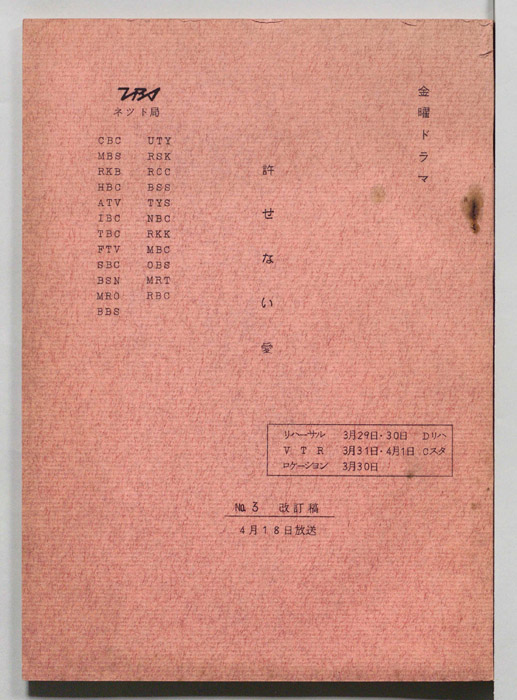 金曜ドラマ
許せない愛
TBS
ネット局
CBC UTY
MBS RSK
RKB RCC
HBC BSS
ATV TYS
IBC NBC
TBC RKK
FTV MBC
SBC OBS
BSN MRT
MRO RBC
BBS
リハーサル 3月29日・30日 Dリハ
VTR 3月31日・4月1日 Cスタ
ロケーション 3月30日
No.3 改訂稿
4月18日放送